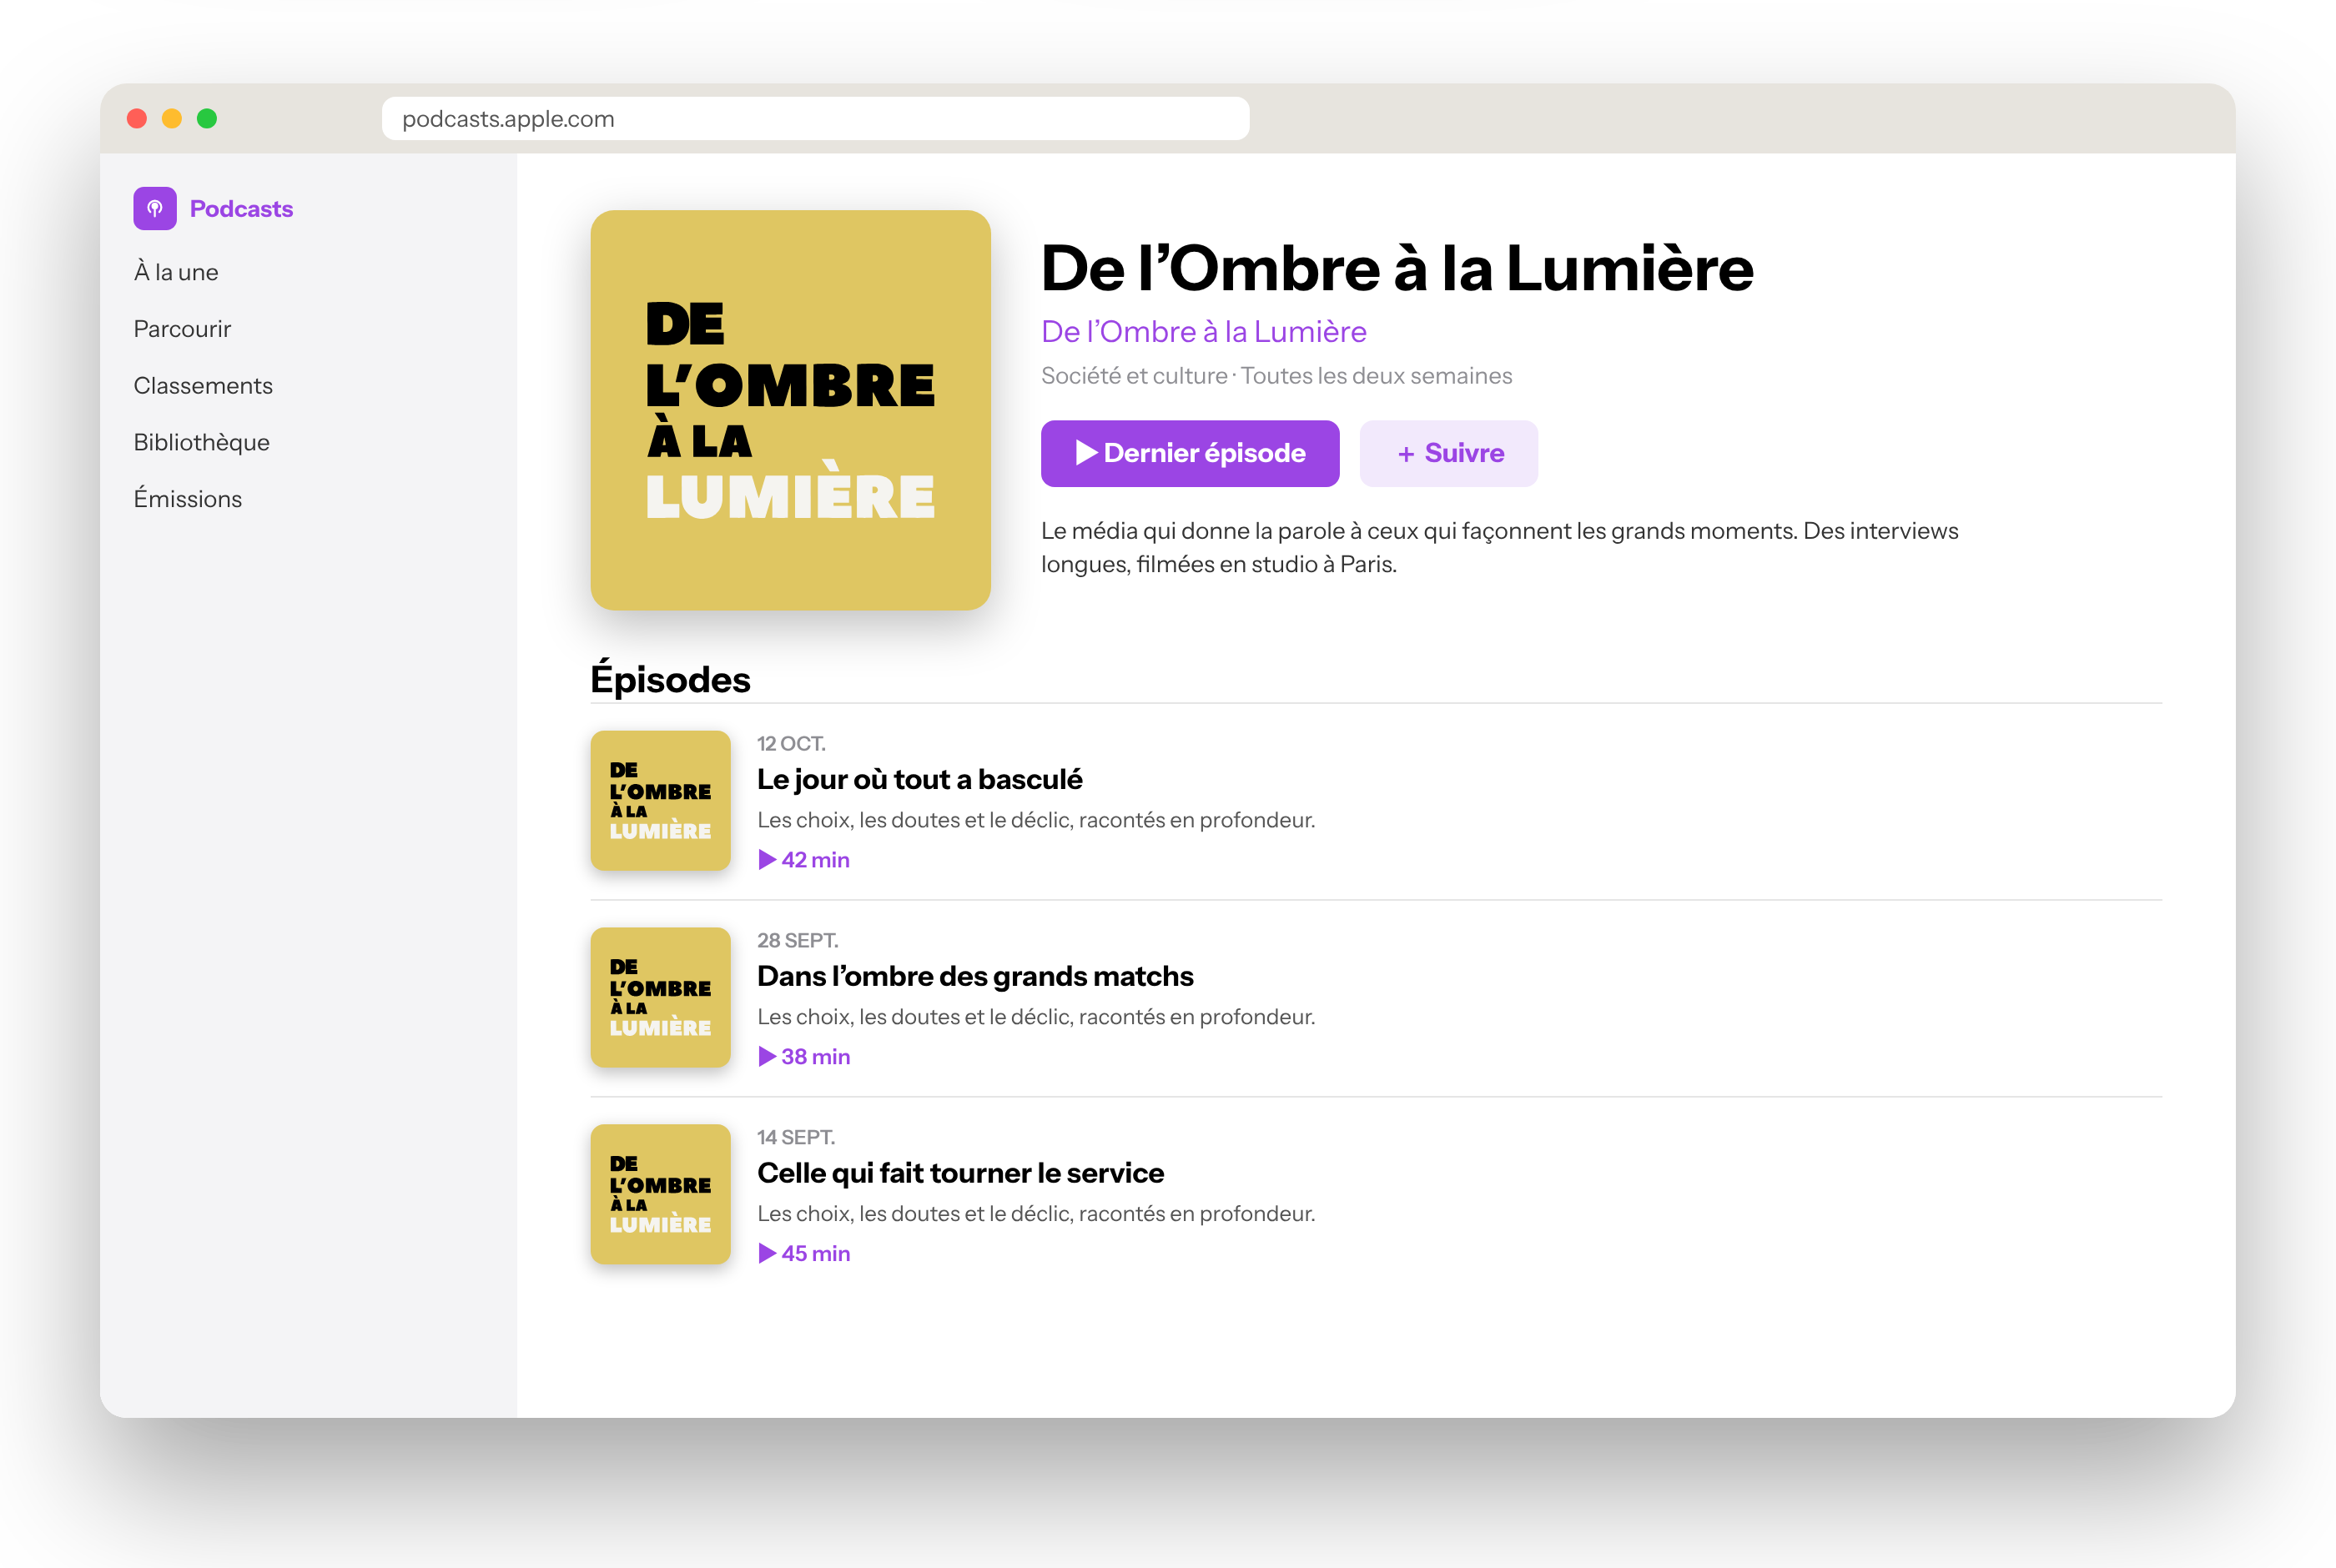 podcasts.apple.com
Podcasts
À la une
Parcourir
Classements
Bibliothèque
Émissions
DE
L’OMBRE
À LA
LUMIÈRE
De l’Ombre à la Lumière
De l’Ombre à la Lumière
Société et culture · Toutes les deux semaines
▶ Dernier épisode
+ Suivre
Le média qui donne la parole à ceux qui façonnent les grands moments. Des interviews
longues, filmées en studio à Paris.
Épisodes
DE
L’OMBRE
À LA
LUMIÈRE
12 OCT.
Le jour où tout a basculé
Les choix, les doutes et le déclic, racontés en profondeur.
▶ 42 min
DE
L’OMBRE
À LA
LUMIÈRE
28 SEPT.
Dans l’ombre des grands matchs
Les choix, les doutes et le déclic, racontés en profondeur.
▶ 38 min
DE
L’OMBRE
À LA
LUMIÈRE
14 SEPT.
Celle qui fait tourner le service
Les choix, les doutes et le déclic, racontés en profondeur.
▶ 45 min